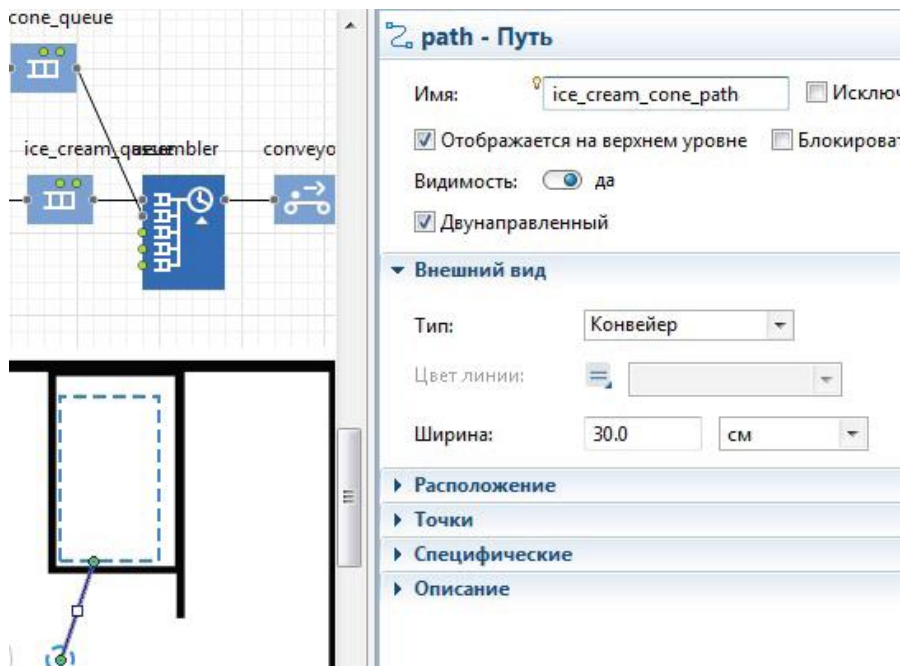 cone_queue
ice_cream_queue assembler conveyo
path - Путь
Имя: ice_cream_cone_path Исключ
Отображается на верхнем уровне Блокироват
Видимость: да
Двунаправленный
Внешний вид
Тип: Конвейер
Цвет линии:
Ширина: 30.0 см
Расположение
Точки
Специфические
Описание